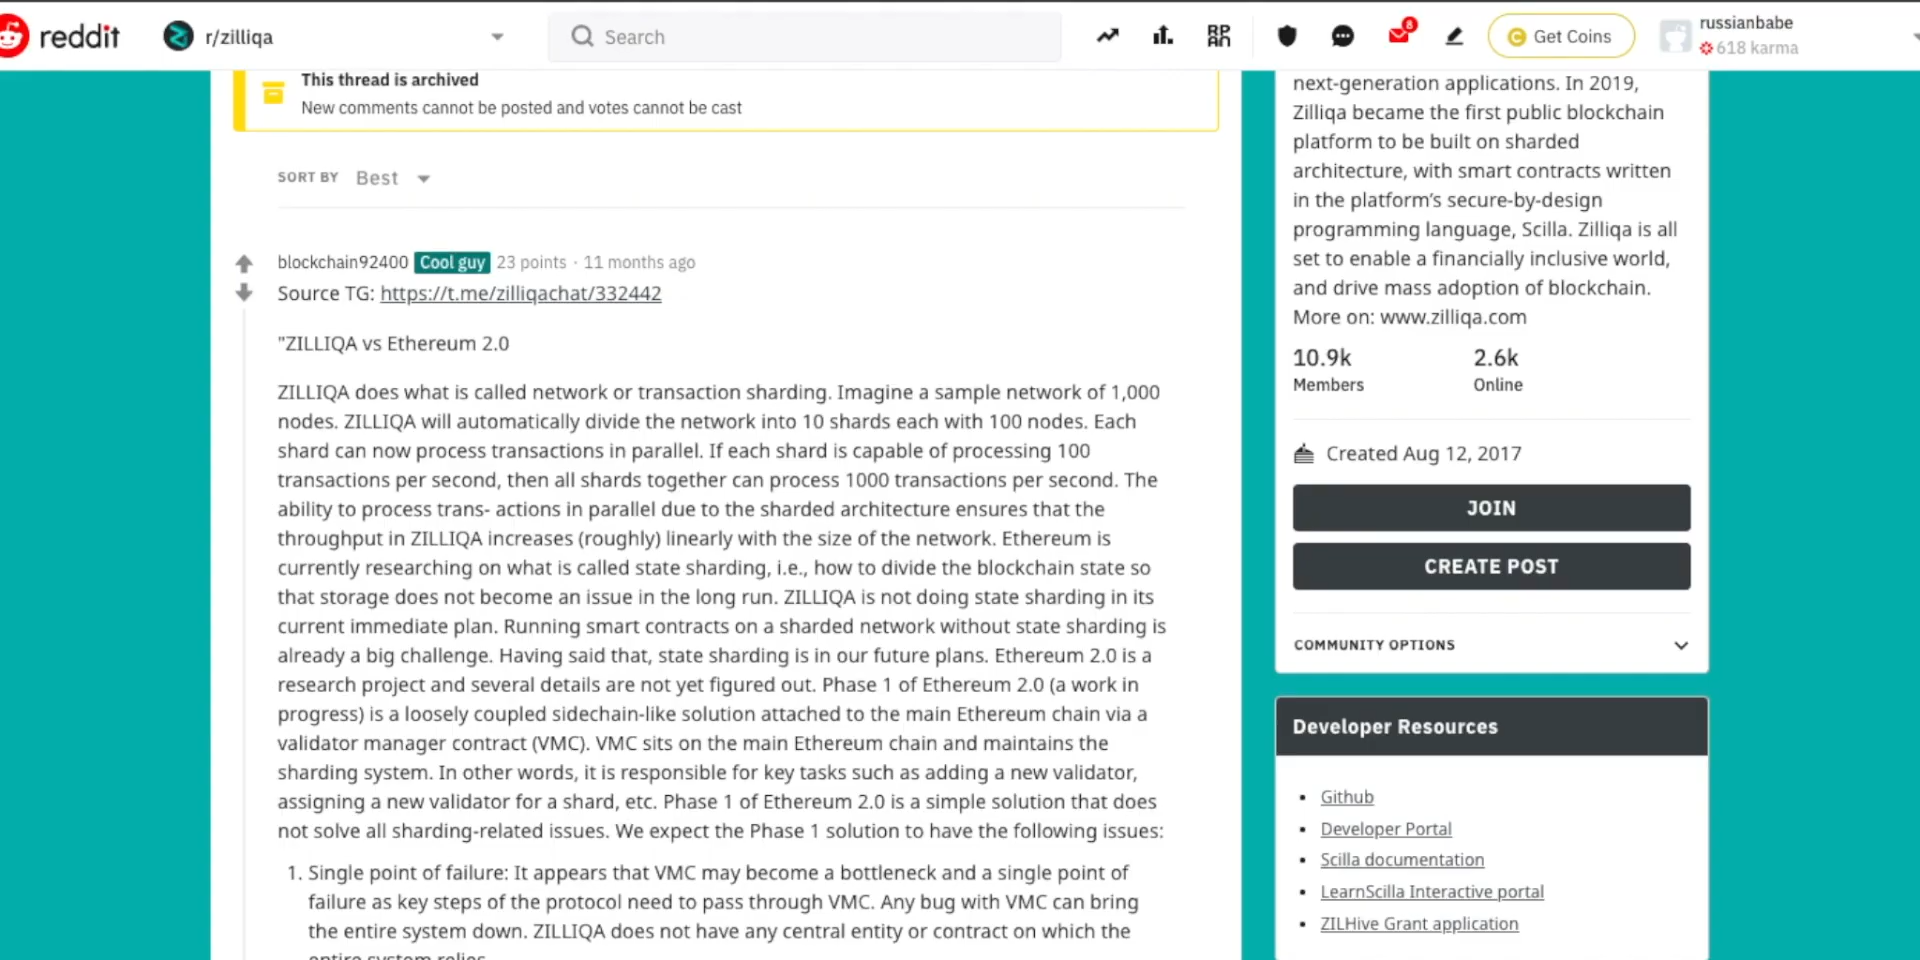 reddit
r/zilliqa
Search
8
Get Coins
russianbabe
618 karma
This thread is archived
New comments cannot be posted and votes cannot be cast
SORT BY Best
blockchain92400 Cool guy 23 points · 11 months ago
Source TG: https://t.me/zilliqachat/332442
"ZILLIQA vs Ethereum 2.0
ZILLIQA does what is called network or transaction sharding. Imagine a sample network of 1,000
nodes. ZILLIQA will automatically divide the network into 10 shards each with 100 nodes. Each
shard can now process transactions in parallel. If each shard is capable of processing 100
transactions per second, then all shards together can process 1000 transactions per second. The
ability to process trans- actions in parallel due to the sharded architecture ensures that the
throughput in ZILLIQA increases (roughly) linearly with the size of the network. Ethereum is
currently researching on what is called state sharding, i.e., how to divide the blockchain state so
that storage does not become an issue in the long run. ZILLIQA is not doing state sharding in its
current immediate plan. Running smart contracts on a sharded network without state sharding is
already a big challenge. Having said that, state sharding is in our future plans. Ethereum 2.0 is a
research project and several details are not yet figured out. Phase 1 of Ethereum 2.0 (a work in
progress) is a loosely coupled sidechain-like solution attached to the main Ethereum chain via a
validator manager contract (VMC). VMC sits on the main Ethereum chain and maintains the
sharding system. In other words, it is responsible for key tasks such as adding a new validator,
assigning a new validator for a shard, etc. Phase 1 of Ethereum 2.0 is a simple solution that does
not solve all sharding-related issues. We expect the Phase 1 solution to have the following issues:
1. Single point of failure: It appears that VMC may become a bottleneck and a single point of
failure as key steps of the protocol need to pass through VMC. Any bug with VMC can bring
the entire system down. ZILLIQA does not have any central entity or contract on which the
entire system relies.
next-generation applications. In 2019,
Zilliqa became the first public blockchain
platform to be built on sharded
architecture, with smart contracts written
in the platform's secure-by-design
programming language, Scilla. Zilliqa is all
set to enable a financially inclusive world,
and drive mass adoption of blockchain.
More on: www.zilliqa.com
10.9k 2.6k
Members Online
Created Aug 12, 2017
JOIN
CREATE POST
COMMUNITY OPTIONS
Developer Resources
• Github
• Developer Portal
• Scilla documentation
• LearnScilla Interactive portal
• ZILHive Grant application